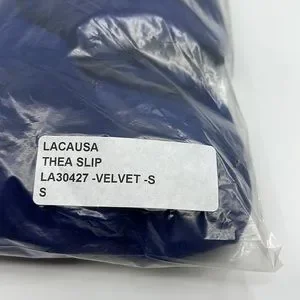 LACAUSA
THEA SLIP
LA30427 -VELVET -S
S